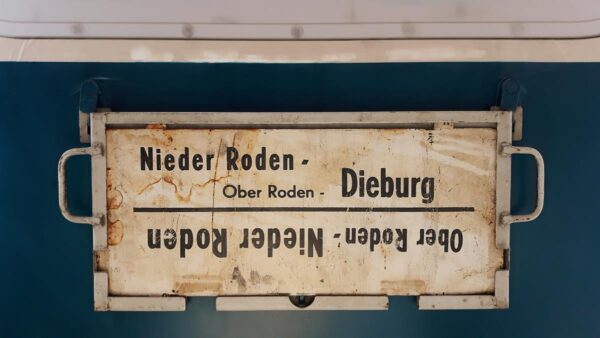 Nieder Roden -
Ober Roden - Dieburg
Ober Roden - Nieder Roden